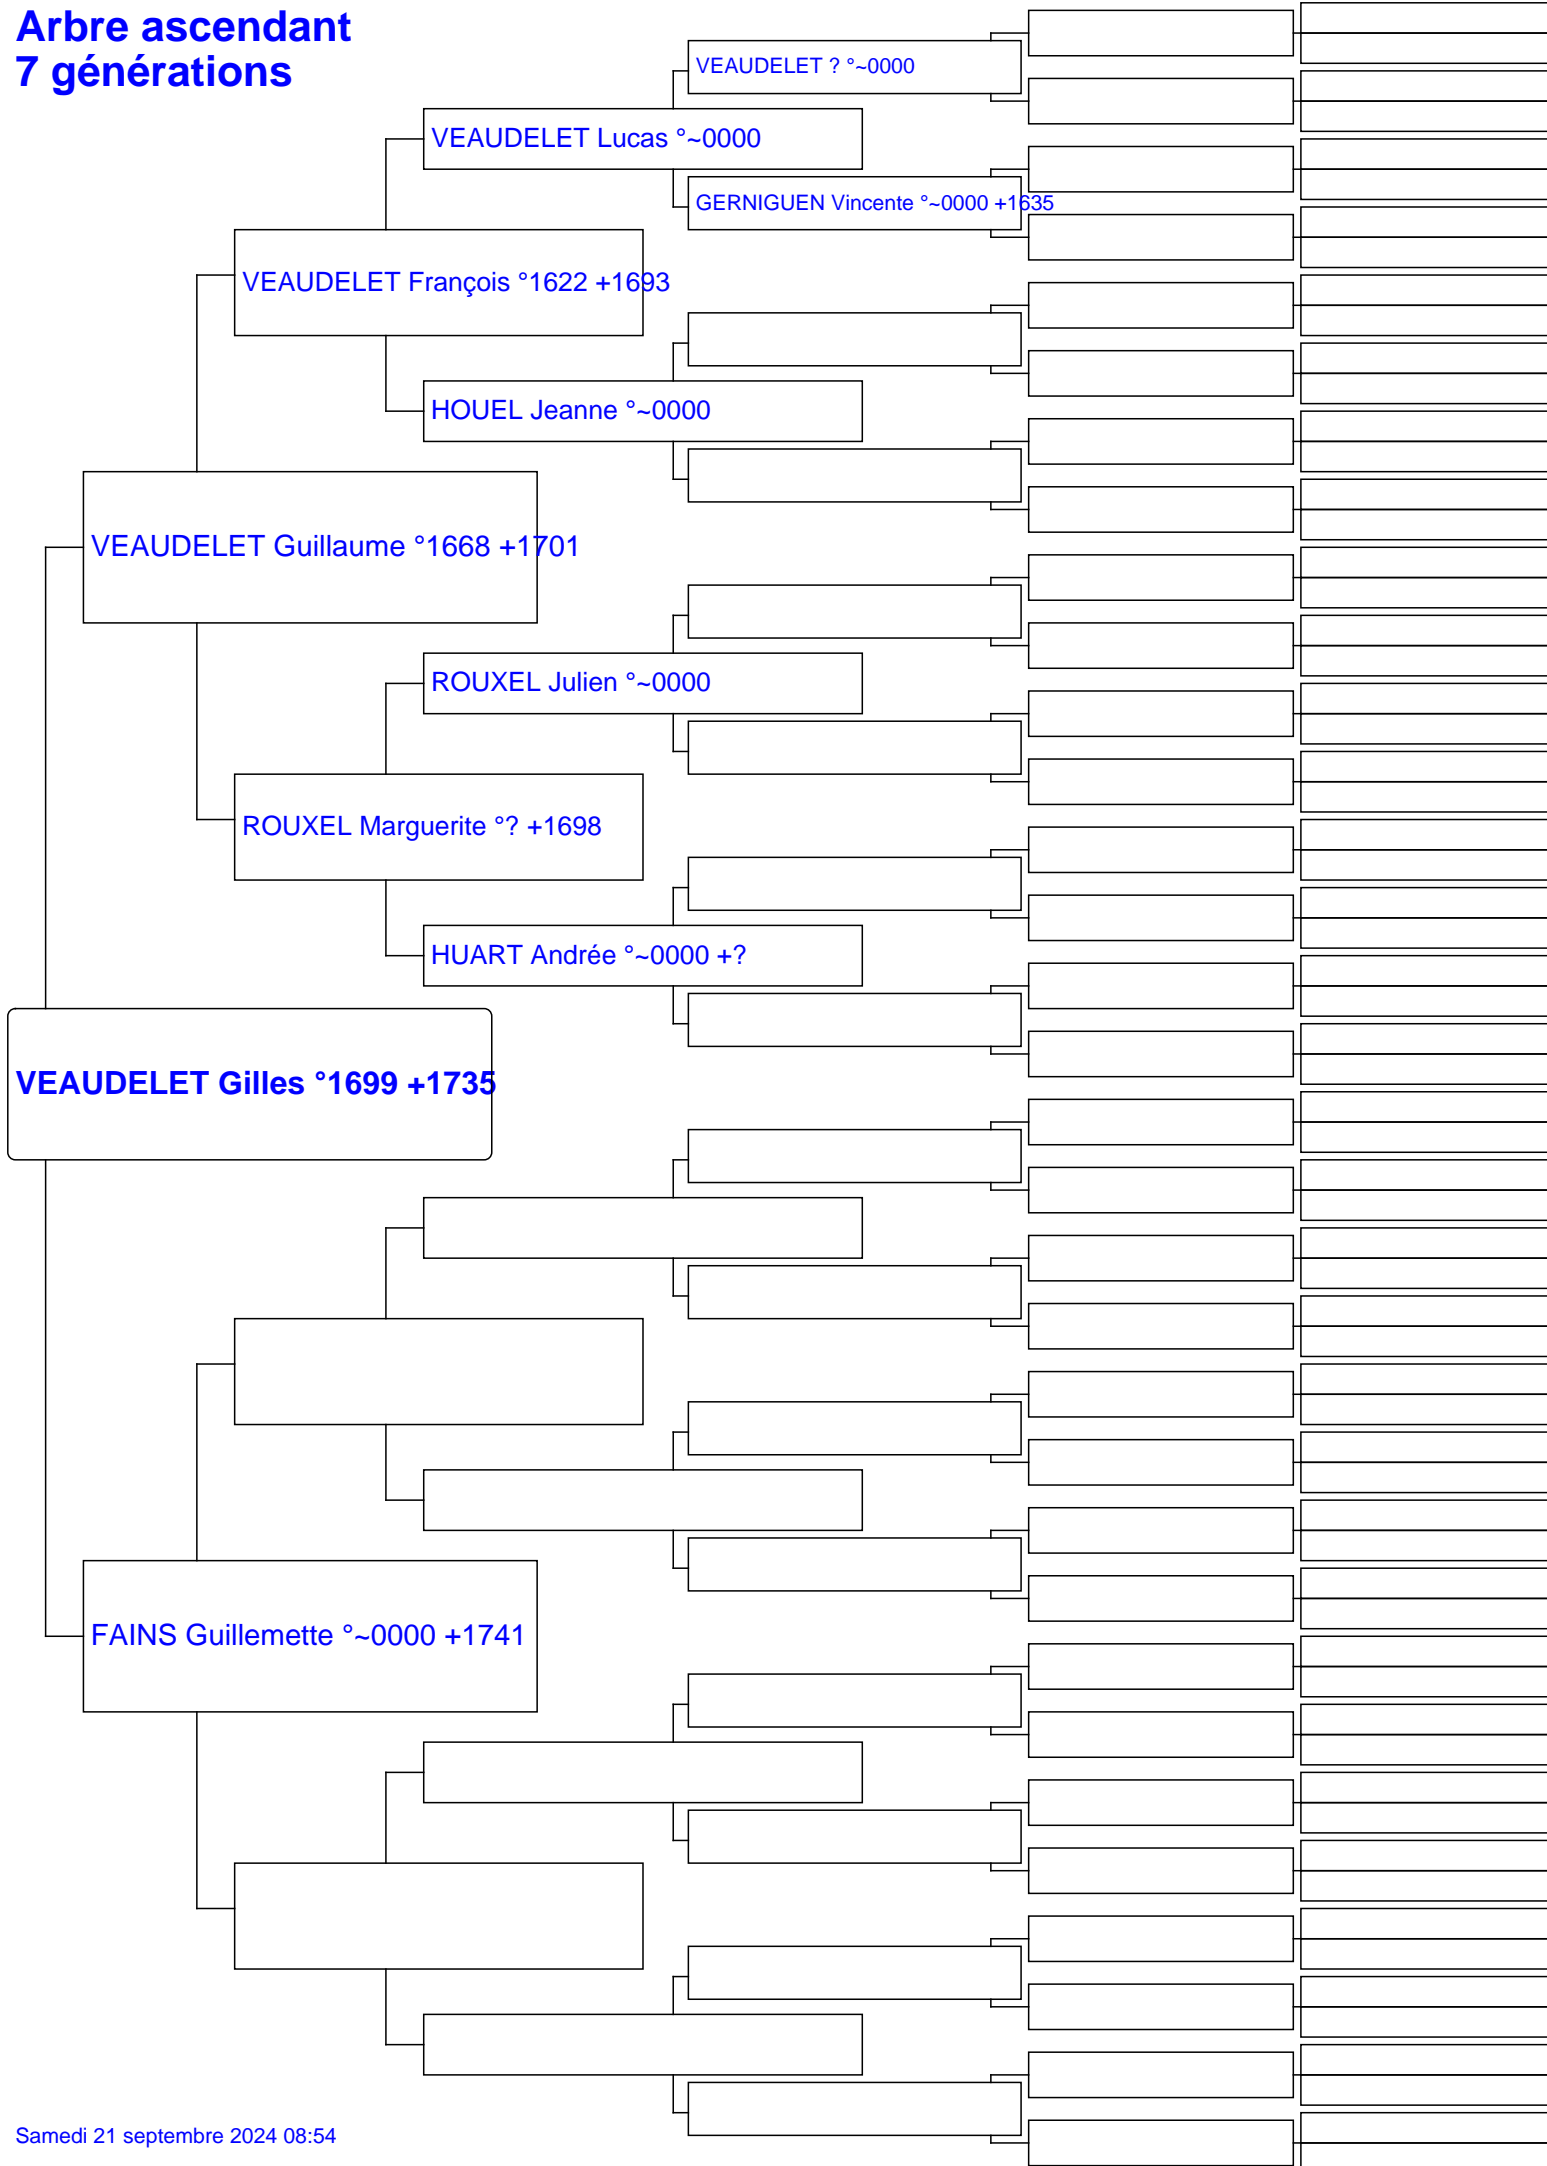 Arbre ascendant
7 générations
VEAUDELET ? °~0000
VEAUDELET Lucas °~0000
GERNIGUEN Vincente °~0000 +1635
VEAUDELET François °1622 +1693
HOUEL Jeanne °~0000
VEAUDELET Guillaume °1668 +1701
ROUXEL Julien °~0000
ROUXEL Marguerite °? +1698
HUART Andrée °~0000 +?
VEAUDELET Gilles °1699 +1735
FAINS Guillemette °~0000 +1741
Samedi 21 septembre 2024 08:54